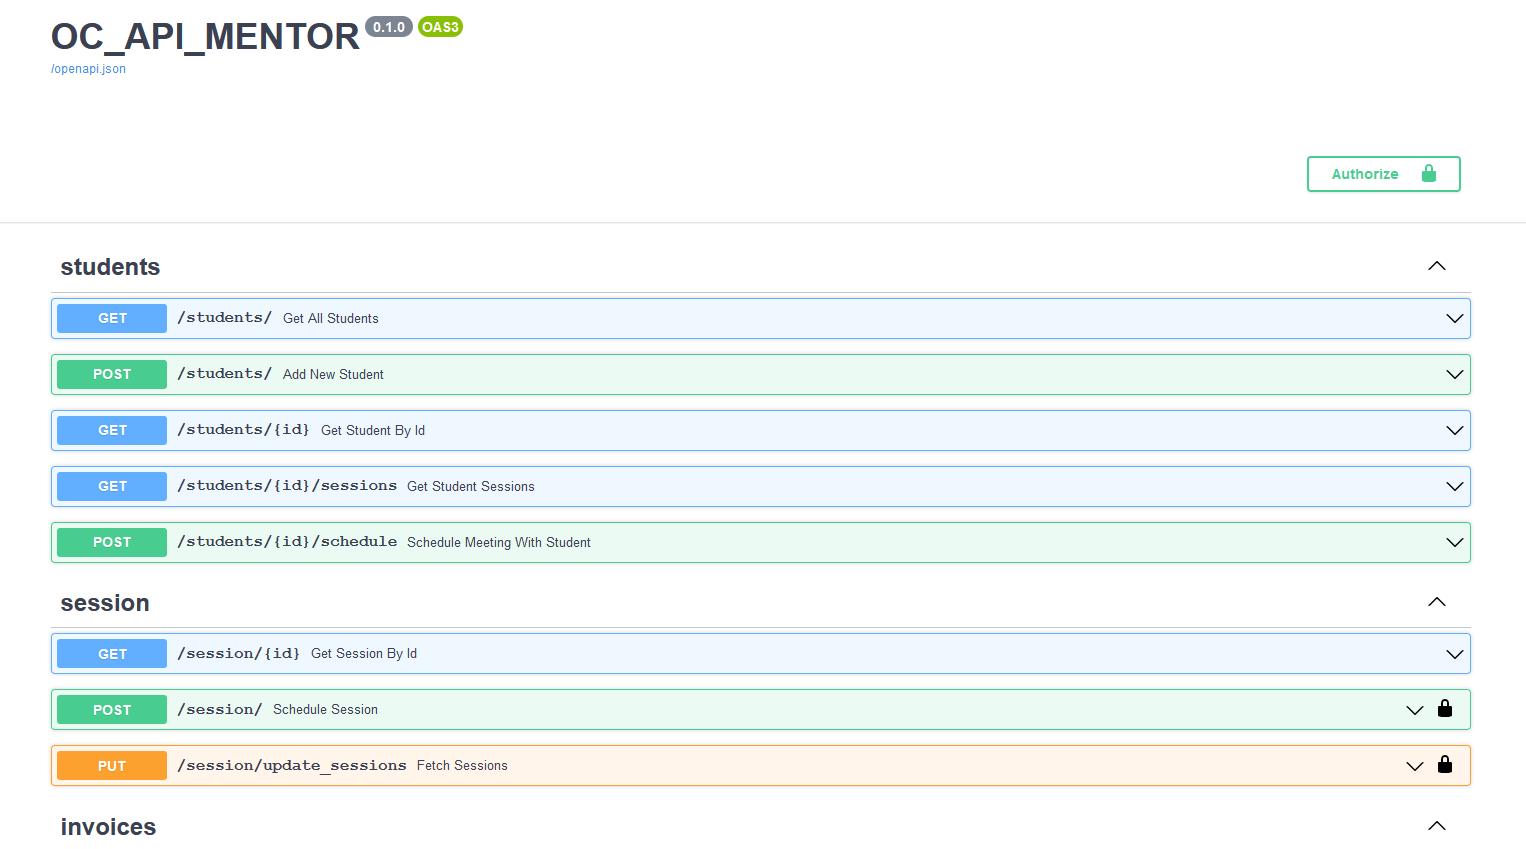 OC_API_MENTOR 0.1.0 OAS3
/openapi.json
Authorize
students
GET /students/ Get All Students
POST /students/ Add New Student
GET /students/{id} Get Student By Id
GET /students/{id}/sessions Get Student Sessions
POST /students/{id}/schedule Schedule Meeting With Student
session
GET /session/{id} Get Session By Id
POST /session/ Schedule Session
PUT /session/update_sessions Fetch Sessions
invoices